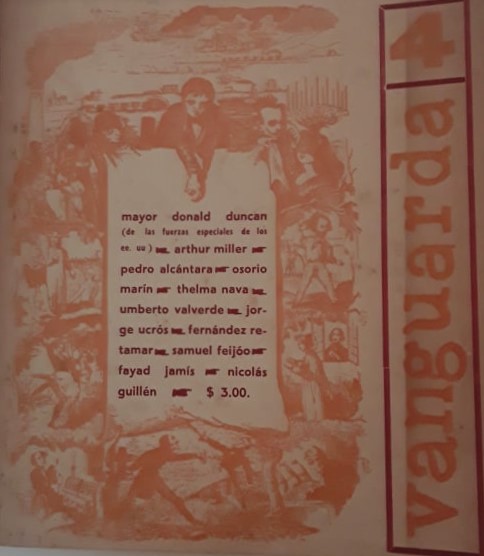 mayor donald duncan
(de las fuerzas especiales de los
ee. uu) arthur miller
pedro alcántara osorio
marín thelma nava
umberto valverde jor-
ge ucrós fernández re-
tamar samuel feijóo
fayad jamís nicolás
guillén $ 3.00.
vanguarda 4